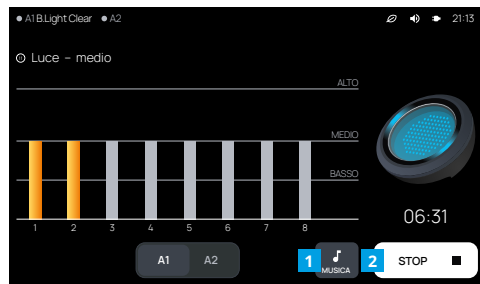 A1 B.Light Clear A2 21:13
Luce – medio
ALTO
MEDIO
BASSO
1 2 3 4 5 6 7 8
06:31
A1 A2 1 MUSICA 2 STOP